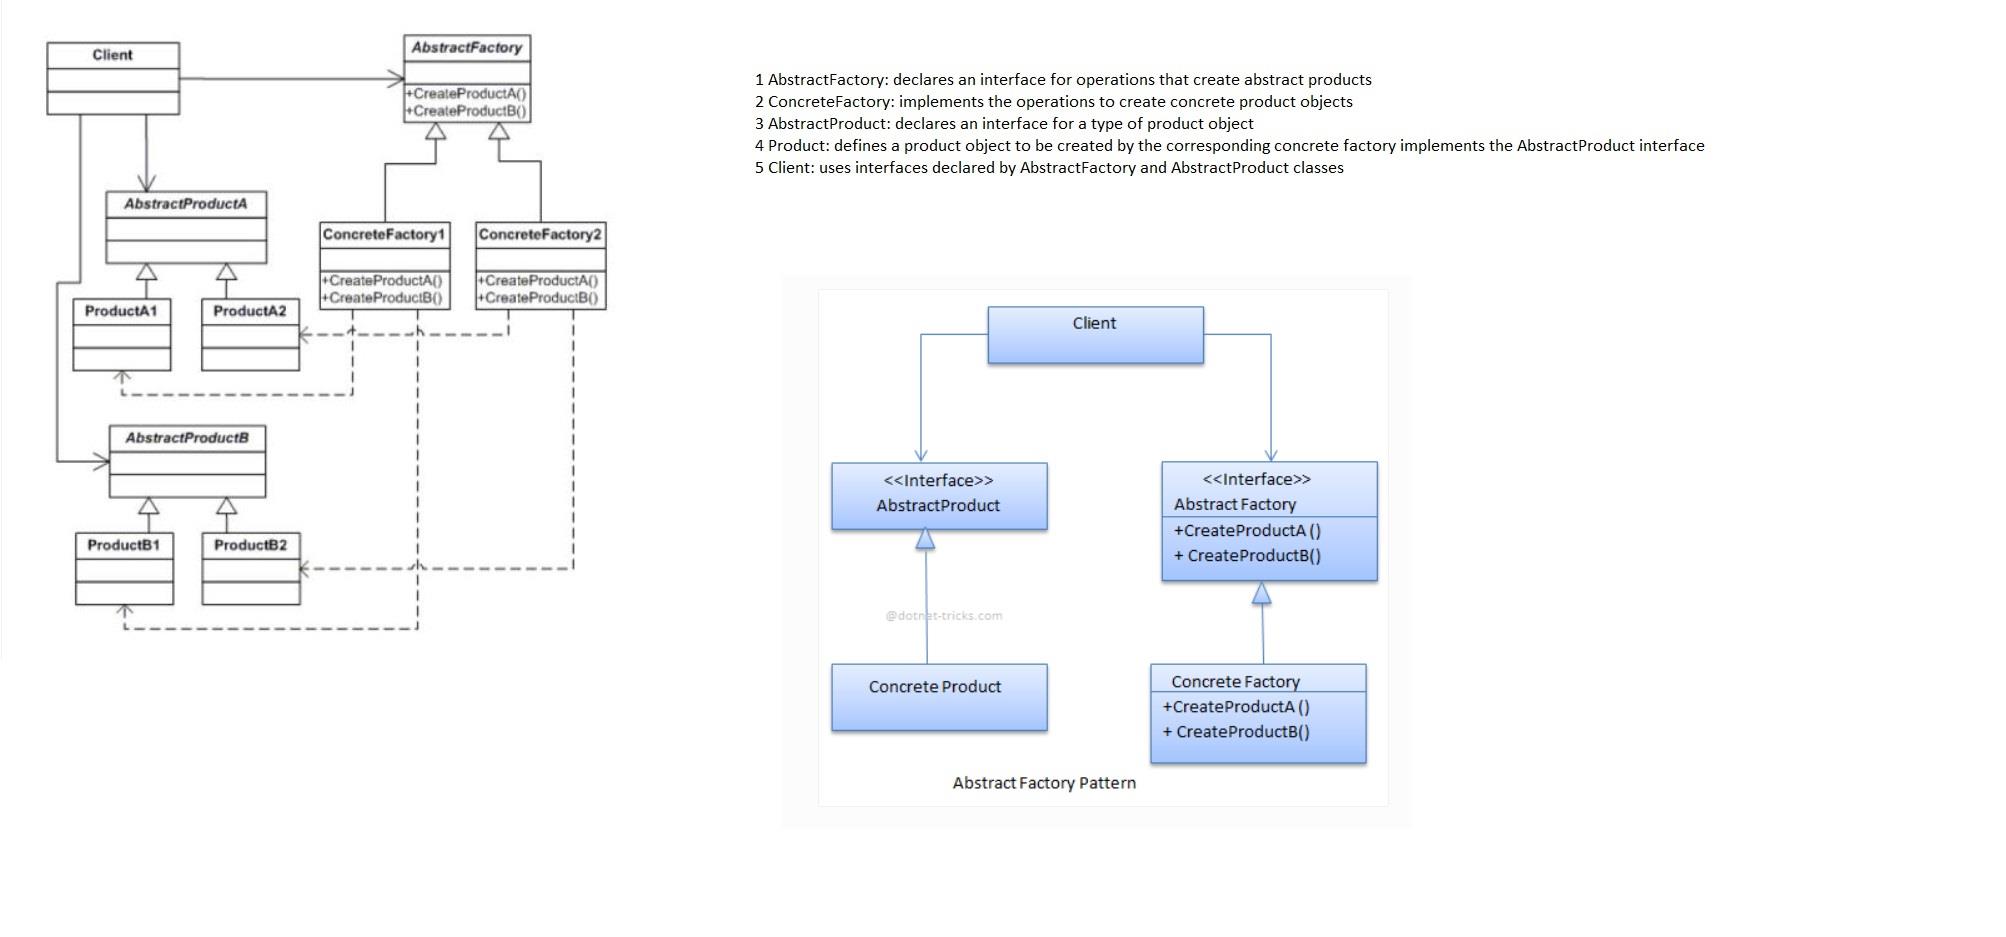 Client
AbstractFactory
+CreateProductA()
+CreateProductB()
AbstractProductA
ConcreteFactory1
+CreateProductA()
+CreateProductB()
ConcreteFactory2
+CreateProductA()
+CreateProductB()
ProductA1
ProductA2
AbstractProductB
ProductB1
ProductB2
1 AbstractFactory: declares an interface for operations that create abstract products
2 ConcreteFactory: implements the operations to create concrete product objects
3 AbstractProduct: declares an interface for a type of product object
4 Product: defines a product object to be created by the corresponding concrete factory implements the AbstractProduct interface
5 Client: uses interfaces declared by AbstractFactory and AbstractProduct classes
Client
<<Interface>>
AbstractProduct
<<Interface>>
Abstract Factory
+CreateProductA ()
+ CreateProductB()
@dotnet-tricks.com
Concrete Product
Concrete Factory
+CreateProductA ()
+ CreateProductB()
Abstract Factory Pattern